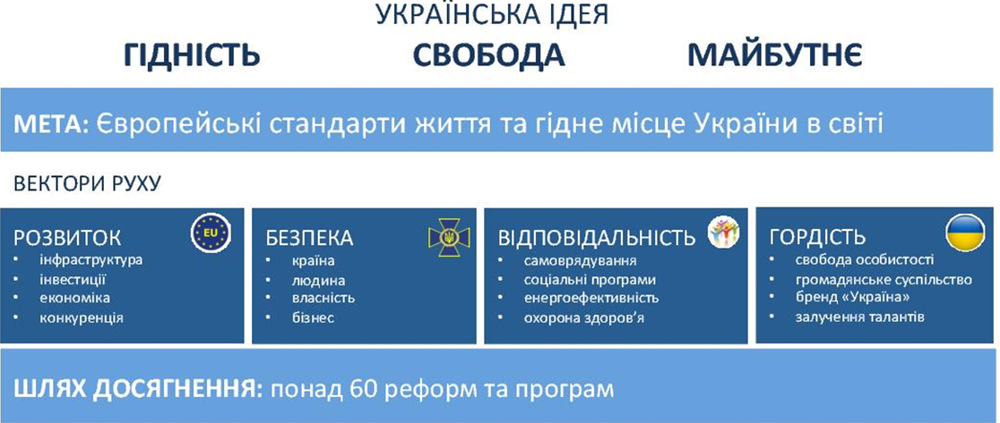 УКРАЇНСЬКА ІДЕЯ
ГІДНІСТЬ СВОБОДА МАЙБУТНЄ
МЕТА: Європейські стандарти життя та гідне місце України в світі
ВЕКТОРИ РУХУ
РОЗВИТОК
EU
• інфраструктура
• інвестиції
• економіка
• конкуренція
БЕЗПЕКА
• країна
• людина
• власність
• бізнес
ВІДПОВІДАЛЬНІСТЬ
• самоврядування
• соціальні програми
• енергоефективність
• охорона здоров’я
ГОРДІСТЬ
• свобода особистості
• громадянське суспільство
• бренд «Україна»
• залучення талантів
ШЛЯХ ДОСЯГНЕННЯ: понад 60 реформ та програм